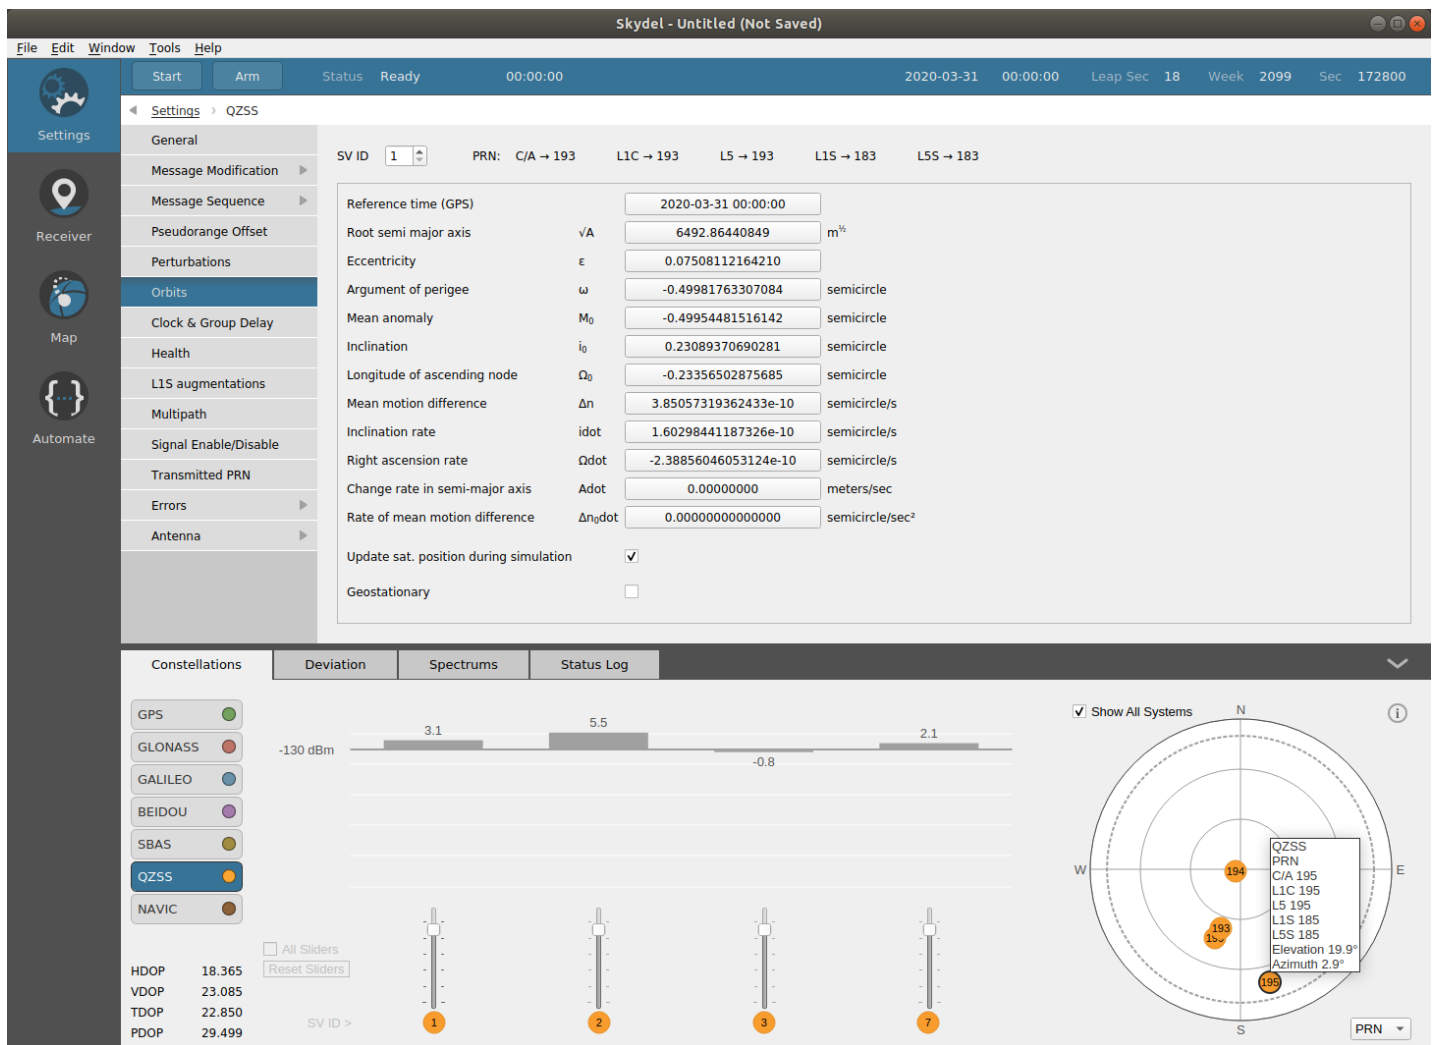 Skydel - Untitled (Not Saved)
File Edit Window Tools Help
Start Arm Status Ready 00:00:00 2020-03-31 00:00:00 Leap Sec 18 Week 2099 Sec 172800
Settings
Receiver
Map
Automate
Settings > QZSS
General
Message Modification
Message Sequence
Pseudorange Offset
Perturbations
Orbits
Clock & Group Delay
Health
L1S augmentations
Multipath
Signal Enable/Disable
Transmitted PRN
Errors
Antenna
SV ID 1 PRN: C/A → 193 L1C → 193 L5 → 193 L1S → 183 L5S → 183
Reference time (GPS) 2020-03-31 00:00:00
Root semi major axis √A 6492.86440849 m½
Eccentricity ε 0.07508112164210
Argument of perigee ω -0.49981763307084 semicircle
Mean anomaly M₀ -0.49954481516142 semicircle
Inclination i₀ 0.23089370690281 semicircle
Longitude of ascending node Ω₀ -0.23356502875685 semicircle
Mean motion difference Δn 3.85057319362433e-10 semicircle/s
Inclination rate idot 1.60298441187326e-10 semicircle/s
Right ascension rate Ωdot -2.38856046053124e-10 semicircle/s
Change rate in semi-major axis Adot 0.00000000 meters/sec
Rate of mean motion difference Δn₀dot 0.00000000000000 semicircle/sec²
Update sat. position during simulation
Geostationary
Constellations Deviation Spectrums Status Log
GPS
GLONASS
GALILEO
BEIDOU
SBAS
QZSS
NAVIC
HDOP 18.365
VDOP 23.085
TDOP 22.850
PDOP 29.499
-130 dBm
3.1 5.5 -0.8 2.1
All Sliders
Reset Sliders
SV ID > 1 2 3 7
Show All Systems
N
W
E
S
194
193
195
QZSS
PRN
C/A 195
L1C 195
L5 195
L1S 185
L5S 185
Elevation 19.9°
Azimuth 2.9°
PRN